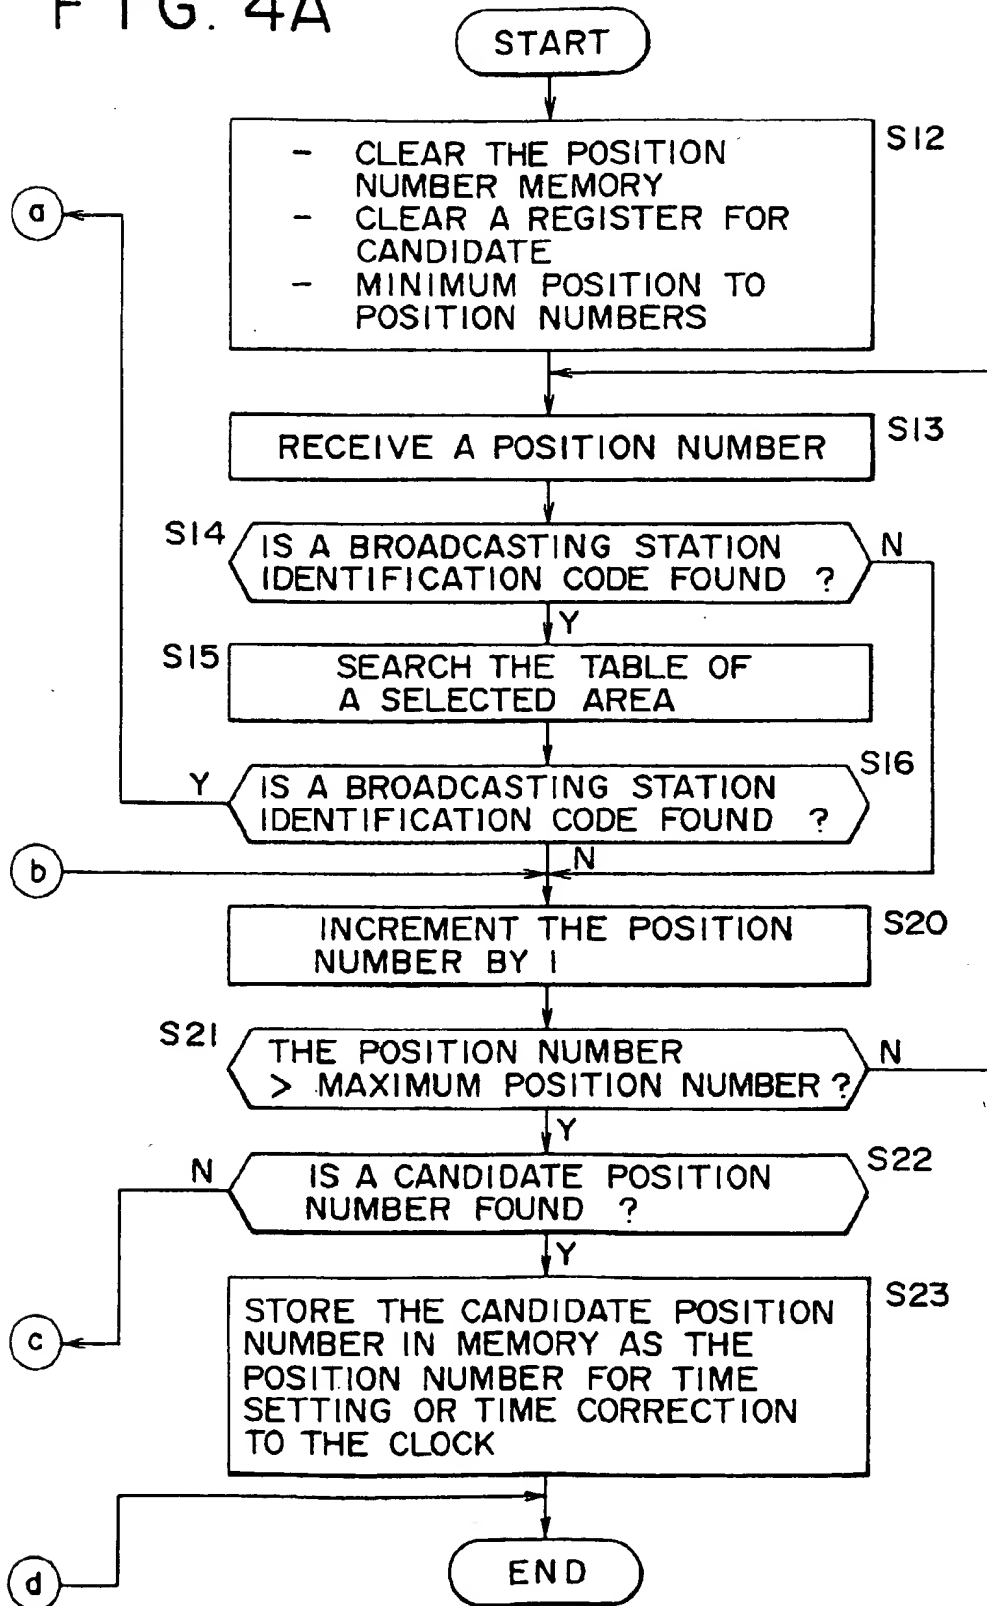 FIG. 4A
START
S12
- CLEAR THE POSITION
NUMBER MEMORY
- CLEAR A REGISTER FOR
CANDIDATE
- MINIMUM POSITION TO
POSITION NUMBERS
a
S13
RECEIVE A POSITION NUMBER
S14
IS A BROADCASTING STATION
IDENTIFICATION CODE FOUND ?
N
Y
S15
SEARCH THE TABLE OF
A SELECTED AREA
S16
Y
IS A BROADCASTING STATION
IDENTIFICATION CODE FOUND ?
N
b
S20
INCREMENT THE POSITION
NUMBER BY 1
S21
THE POSITION NUMBER
> MAXIMUM POSITION NUMBER ?
N
Y
S22
N
IS A CANDIDATE POSITION
NUMBER FOUND ?
Y
S23
STORE THE CANDIDATE POSITION
NUMBER IN MEMORY AS THE
POSITION NUMBER FOR TIME
SETTING OR TIME CORRECTION
TO THE CLOCK
c
END
d